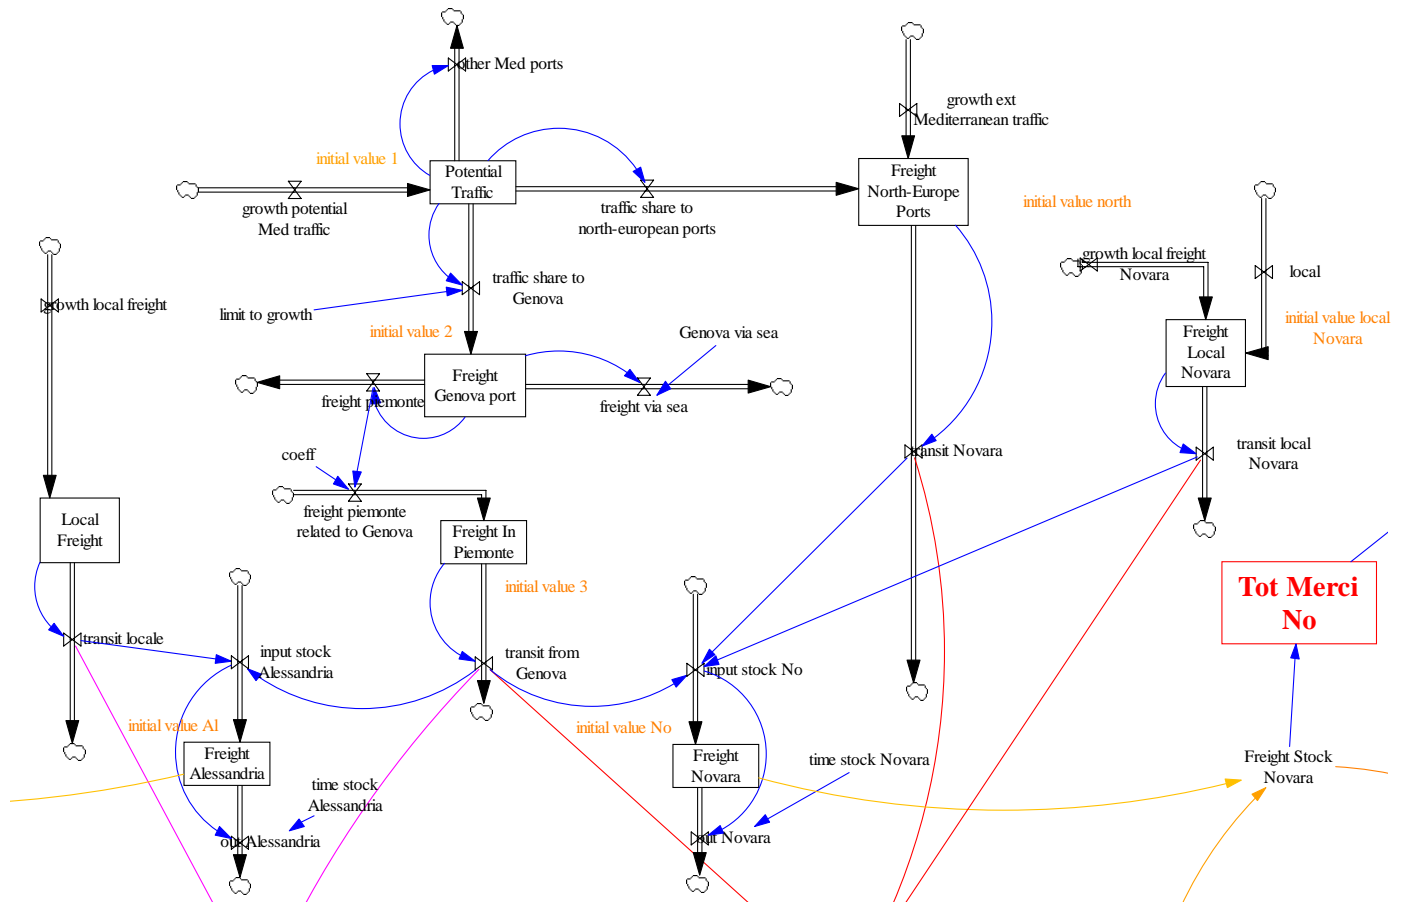 other Med ports
growth ext
Mediterranean traffic
initial value 1
Potential
Traffic
Freight
North-Europe
Ports
growth potential
Med traffic
traffic share to
north-european ports
initial value north
growth local freight
Novara
local
traffic share to
Genova
growth local freight
limit to growth
initial value 2
Genova via sea
initial value local
Novara
Freight
Local
Novara
Freight
Genova port
freight piemonte
freight via sea
coeff
transit Novara
transit local
Novara
freight piemonte
related to Genova
Local
Freight
Freight In
Piemonte
initial value 3
Tot Merci
No
transit locale
input stock
Alessandria
transit from
Genova
input stock No
initial value Al
initial value No
Freight
Alessandria
Freight
Novara
time stock Novara
Freight Stock
Novara
time stock
Alessandria
out Alessandria
out Novara